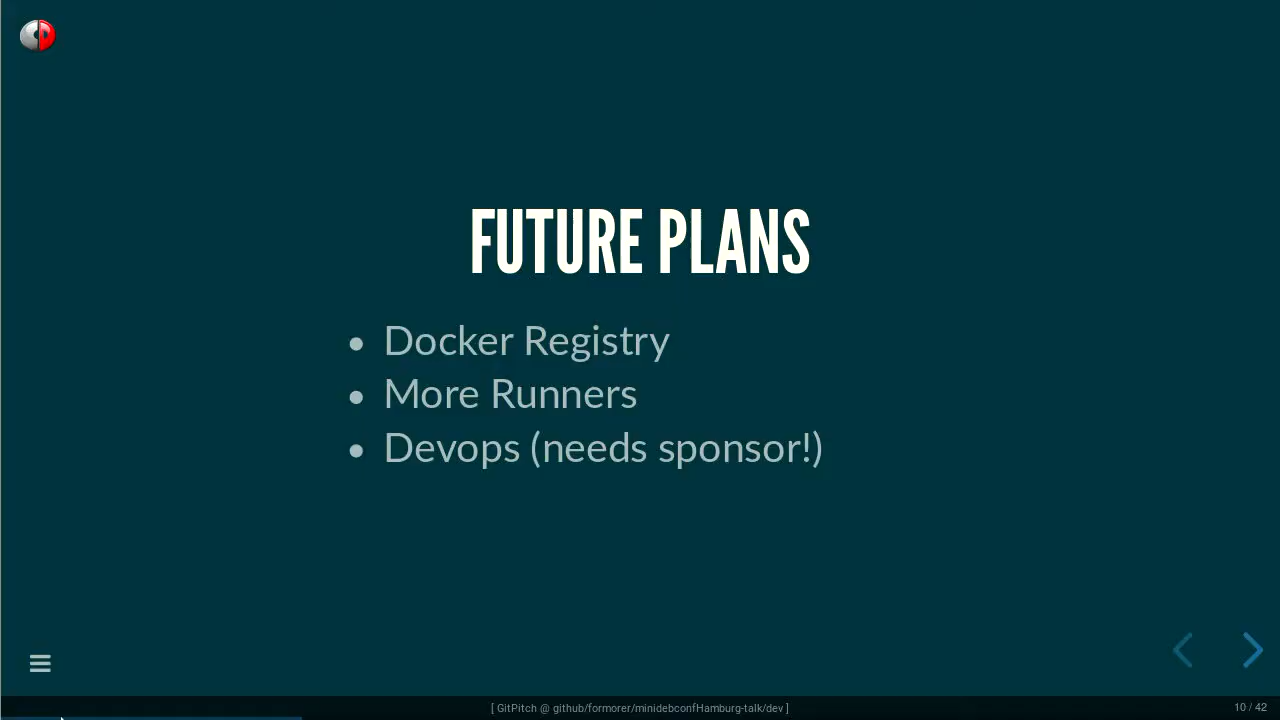 FUTURE PLANS
Docker Registry
More Runners
Devops (needs sponsor!)
[ GitPitch @ github/formorer/minidebconfHamburg-talk/dev ]
10 / 42